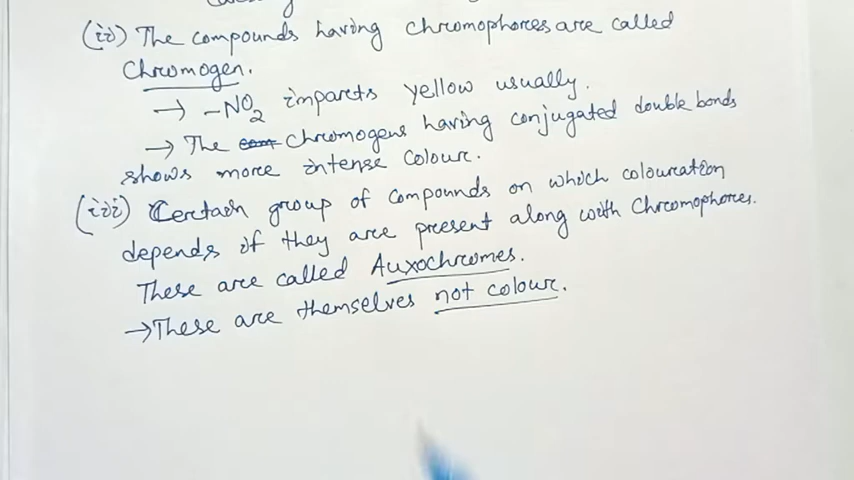 (ii) The compounds having chromophores are called
Chromogen.
→ -NO2 imparts yellow usually.
→ The Chromogens having conjugated double bonds
shows more intense colour.
(iii) Certain group of compounds on which colouration
depends if they are present along with Chromophores.
These are called Auxochromes.
→ These are themselves not colour.